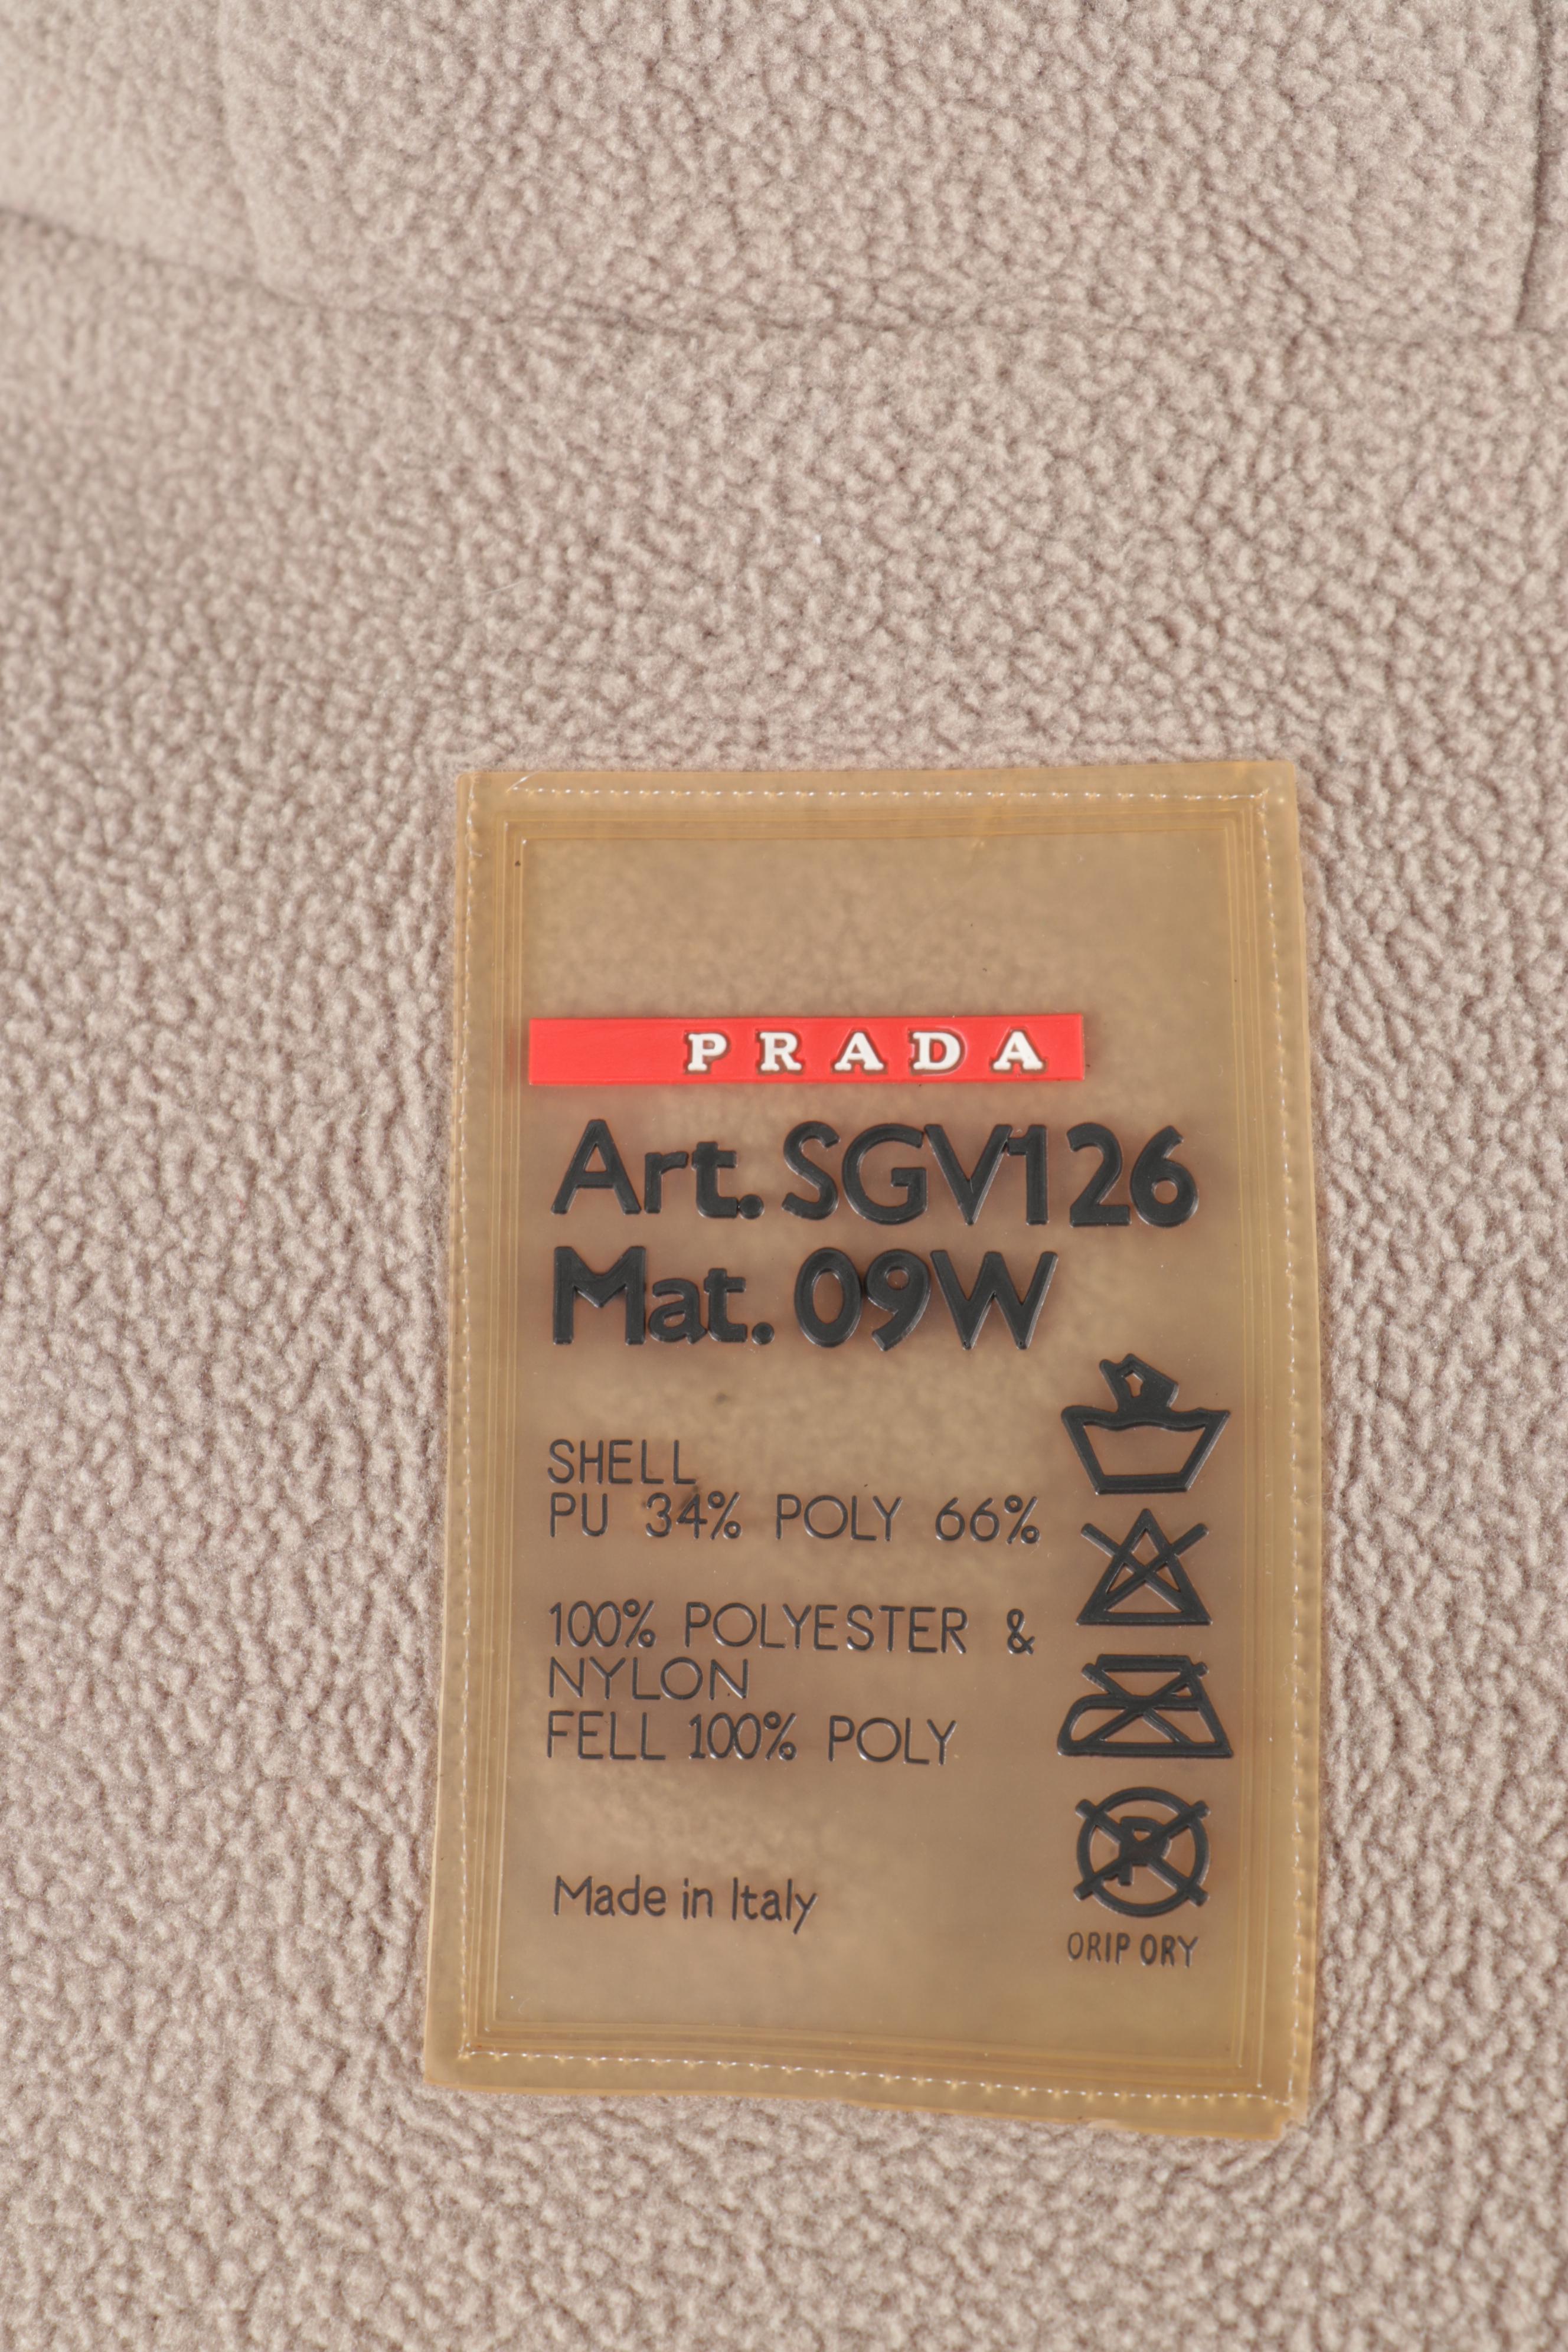 PRADA
Art. SGV126
Mat. 09W
SHELL
PU 34% POLY 66%
100% POLYESTER &
NYLON
FELL 100% POLY
P
ORIP ORY
Made in Italy